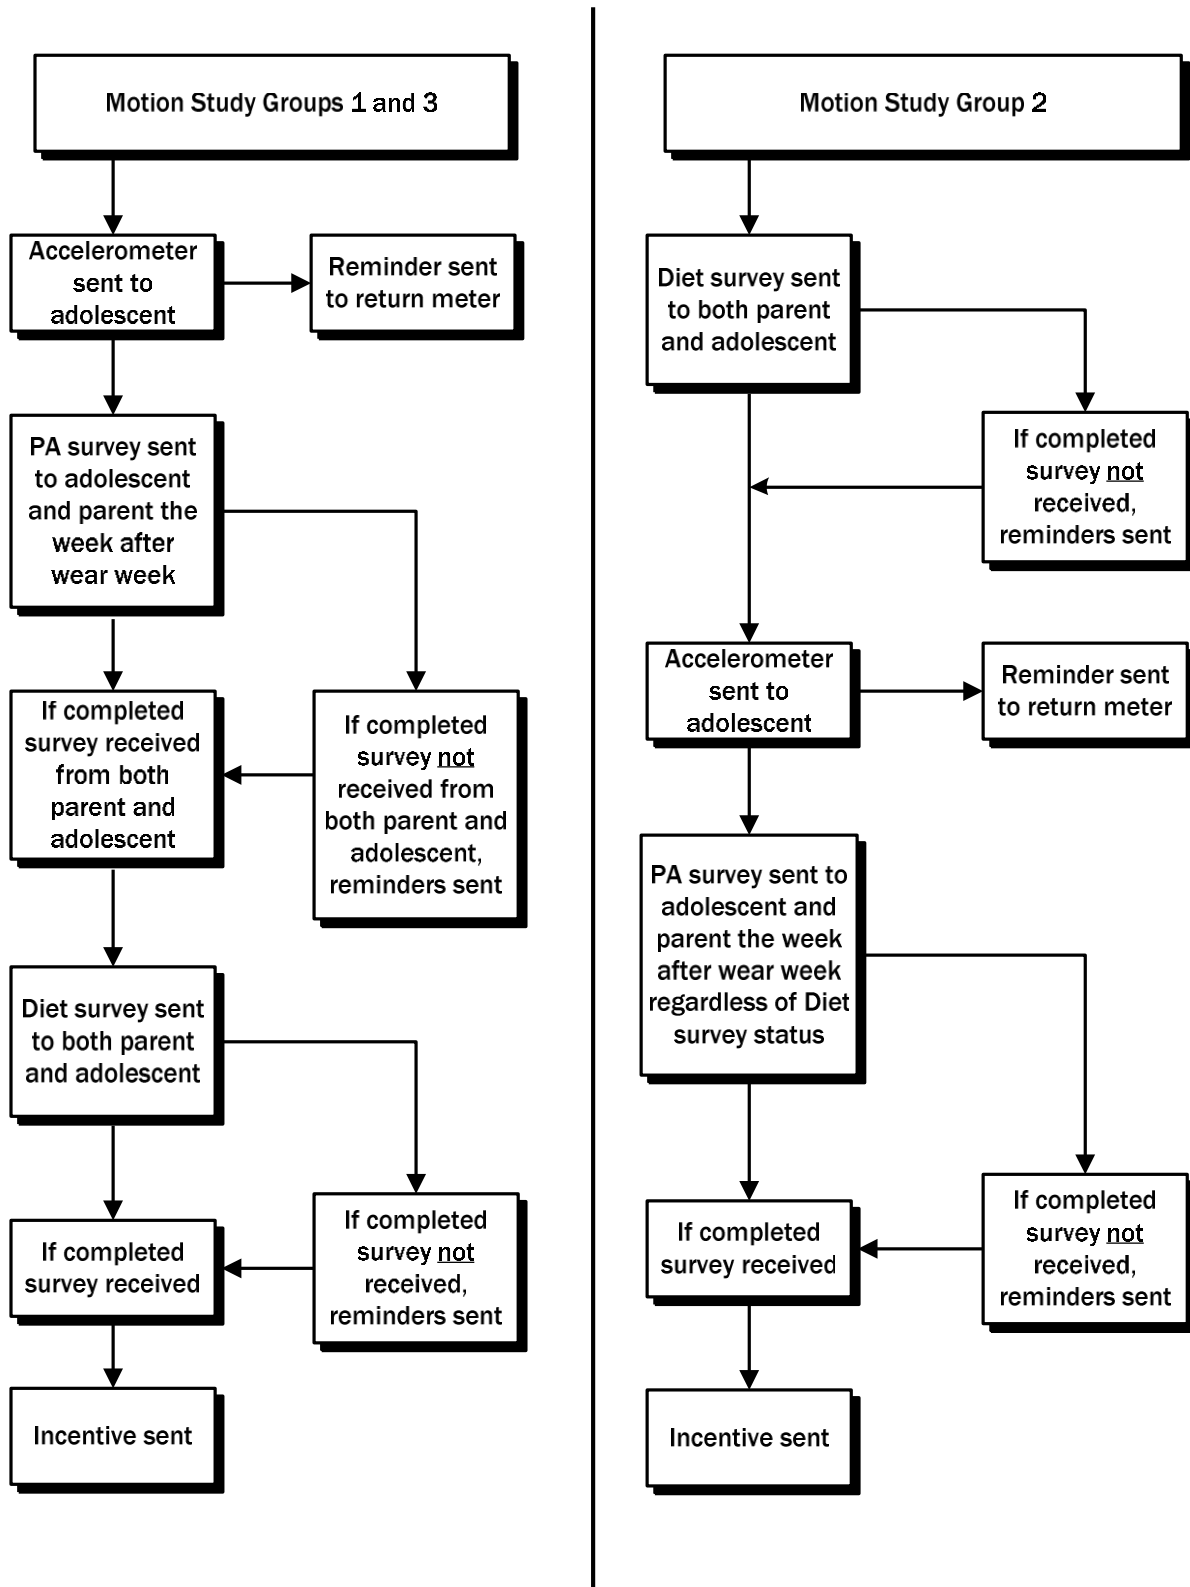 Motion Study Groups 1 and 3
Accelerometer
sent to
adolescent
Reminder sent
to return meter
PA survey sent
to adolescent
and parent the
week after
wear week
If completed
survey received
from both
parent and
adolescent
If completed
survey not
received from
both parent and
adolescent,
reminders sent
Diet survey sent
to both parent
and adolescent
If completed
survey received
If completed
survey not
received,
reminders sent
Incentive sent
Motion Study Group 2
Diet survey sent
to both parent
and adolescent
If completed
survey not
received,
reminders sent
Accelerometer
sent to
adolescent
Reminder sent
to return meter
PA survey sent to
adolescent and
parent the week
after wear week
regardless of Diet
survey status
If completed
survey received
If completed
survey not
received,
reminders sent
Incentive sent